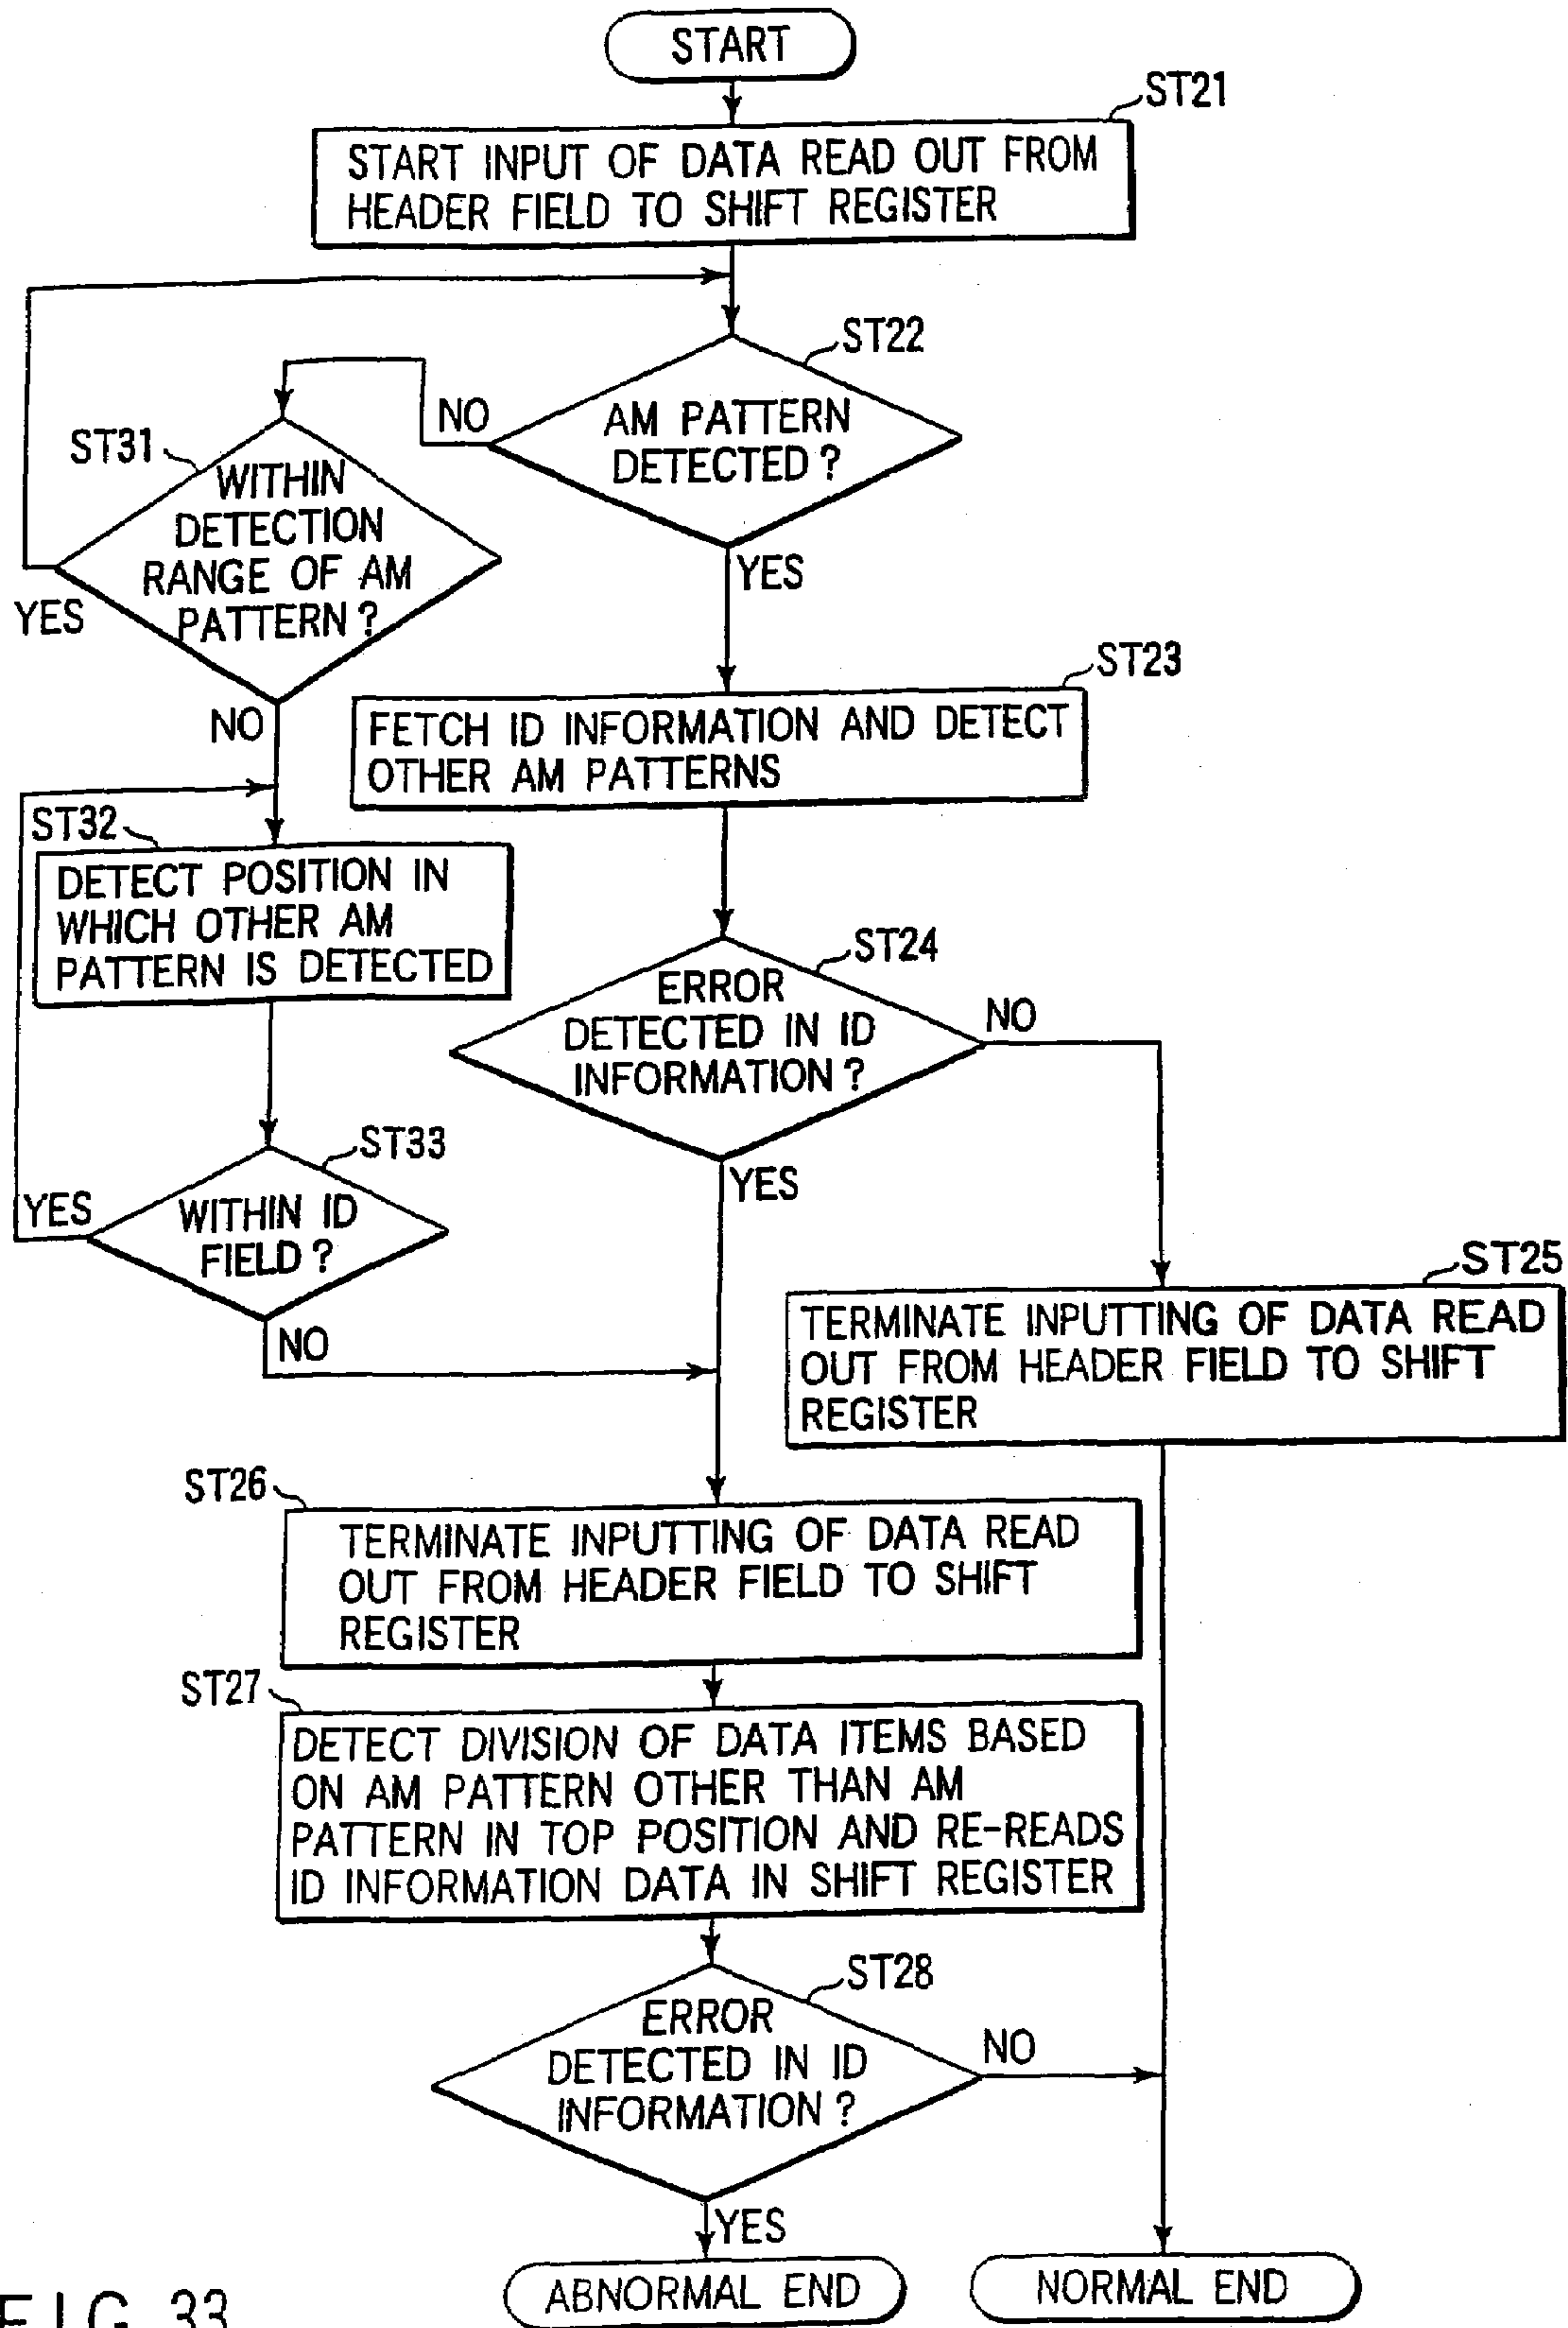 START
ST21
START INPUT OF DATA READ OUT FROM
HEADER FIELD TO SHIFT REGISTER
ST22
AM PATTERN
DETECTED?
NO
YES
ST31
WITHIN
DETECTION
RANGE OF AM
PATTERN?
YES
NO
ST23
FETCH ID INFORMATION AND DETECT
OTHER AM PATTERNS
ST32
DETECT POSITION IN
WHICH OTHER AM
PATTERN IS DETECTED
ST24
ERROR
DETECTED IN ID
INFORMATION?
NO
YES
ST33
WITHIN ID
FIELD?
YES
NO
ST25
TERMINATE INPUTTING OF DATA READ
OUT FROM HEADER FIELD TO SHIFT
REGISTER
ST26
TERMINATE INPUTTING OF DATA READ
OUT FROM HEADER FIELD TO SHIFT
REGISTER
ST27
DETECT DIVISION OF DATA ITEMS BASED
ON AM PATTERN OTHER THAN AM
PATTERN IN TOP POSITION AND RE-READS
ID INFORMATION DATA IN SHIFT REGISTER
ST28
ERROR
DETECTED IN ID
INFORMATION?
NO
YES
ABNORMAL END
NORMAL END
FIG. 33